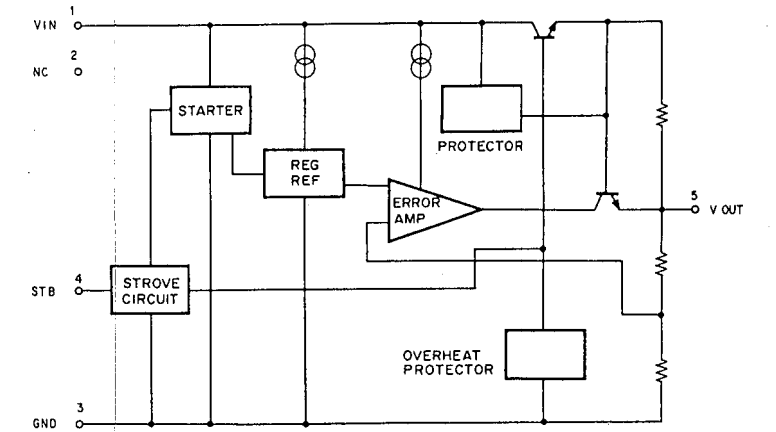 1
VIN
2
NC
STARTER
PROTECTOR
REG
REF
ERROR
AMP
5
V OUT
4
STB
STROVE
CIRCUIT
OVERHEAT
PROTECTOR
3
GND